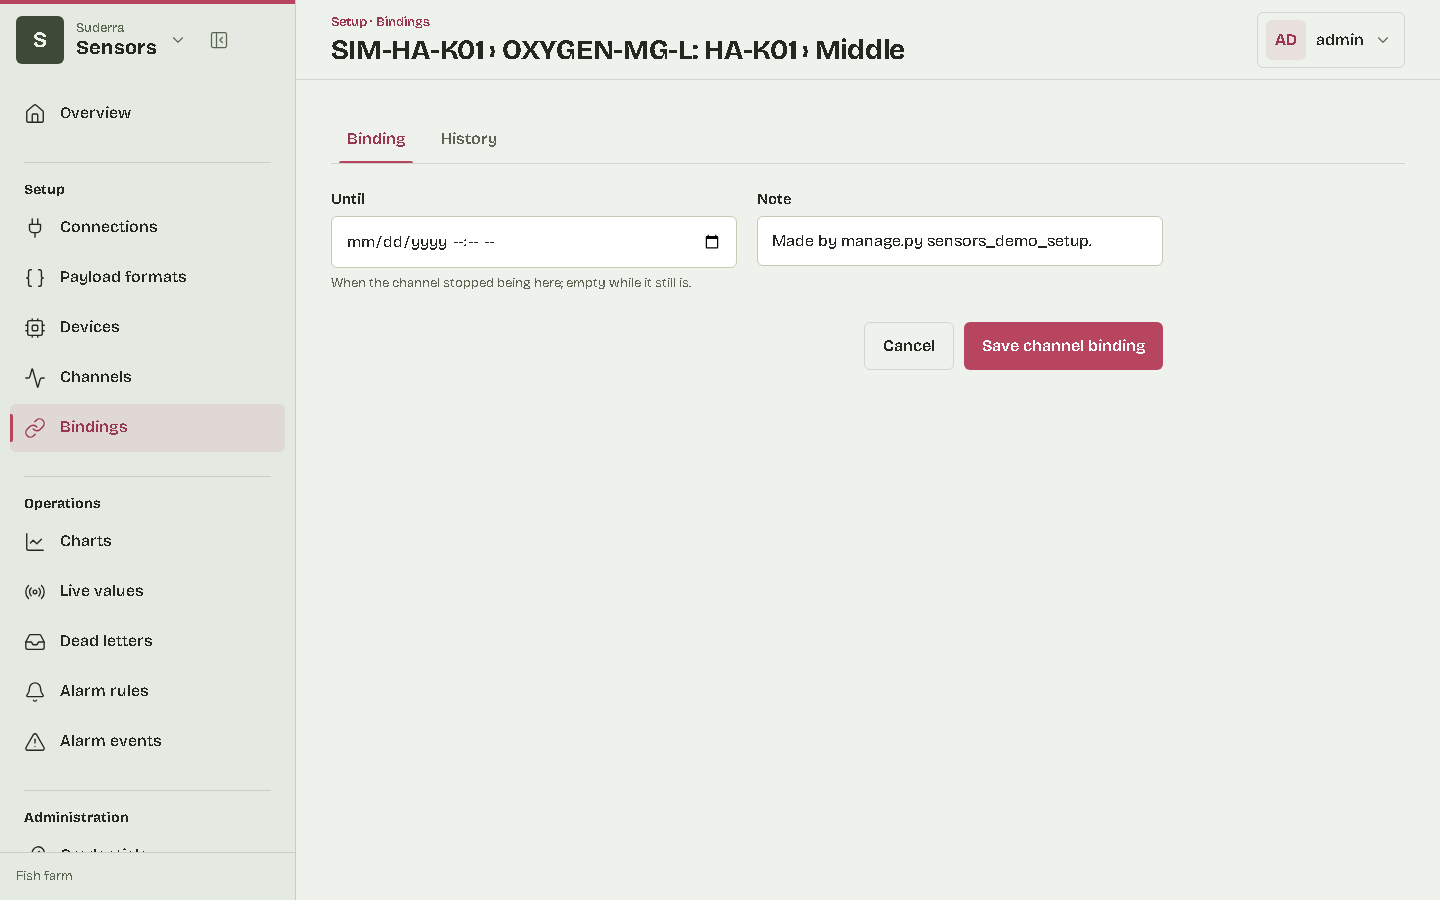 S
Suderra
Sensors
Overview
Setup
Connections
Payload formats
Devices
Channels
Bindings
Operations
Charts
Live values
Dead letters
Alarm rules
Alarm events
Administration
Fish farm
Setup · Bindings
SIM-HA-K01 › OXYGEN-MG-L: HA-K01 › Middle
AD
admin
Binding
History
Until
mm/dd/yyyy --:-- --
When the channel stopped being here; empty while it still is.
Note
Made by manage.py sensors_demo_setup.
Cancel
Save channel binding